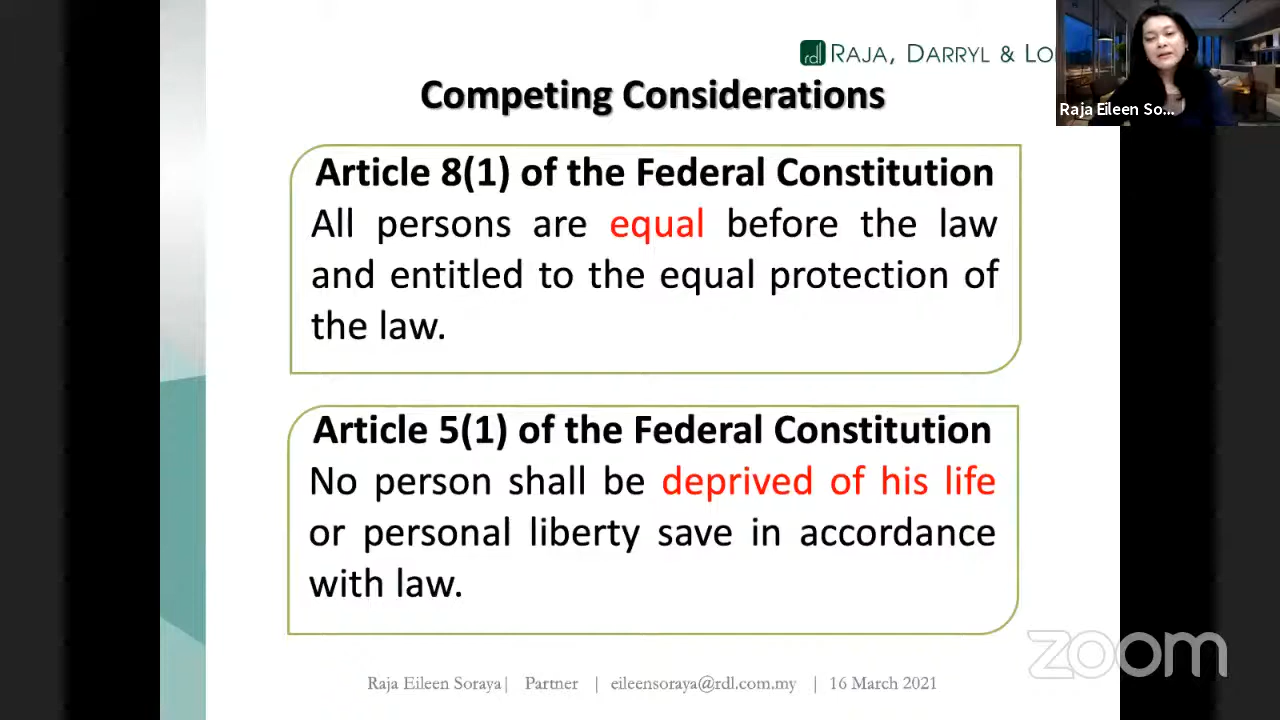 rdl RAJA, DARRYL & LO
Competing Considerations
Raja Eileen So...
Article 8(1) of the Federal Constitution
All persons are equal before the law
and entitled to the equal protection of
the law.
Article 5(1) of the Federal Constitution
No person shall be deprived of his life
or personal liberty save in accordance
with law.
zoom
Raja Eileen Soraya| Partner | eileensoraya@rdl.com.my | 16 March 2021